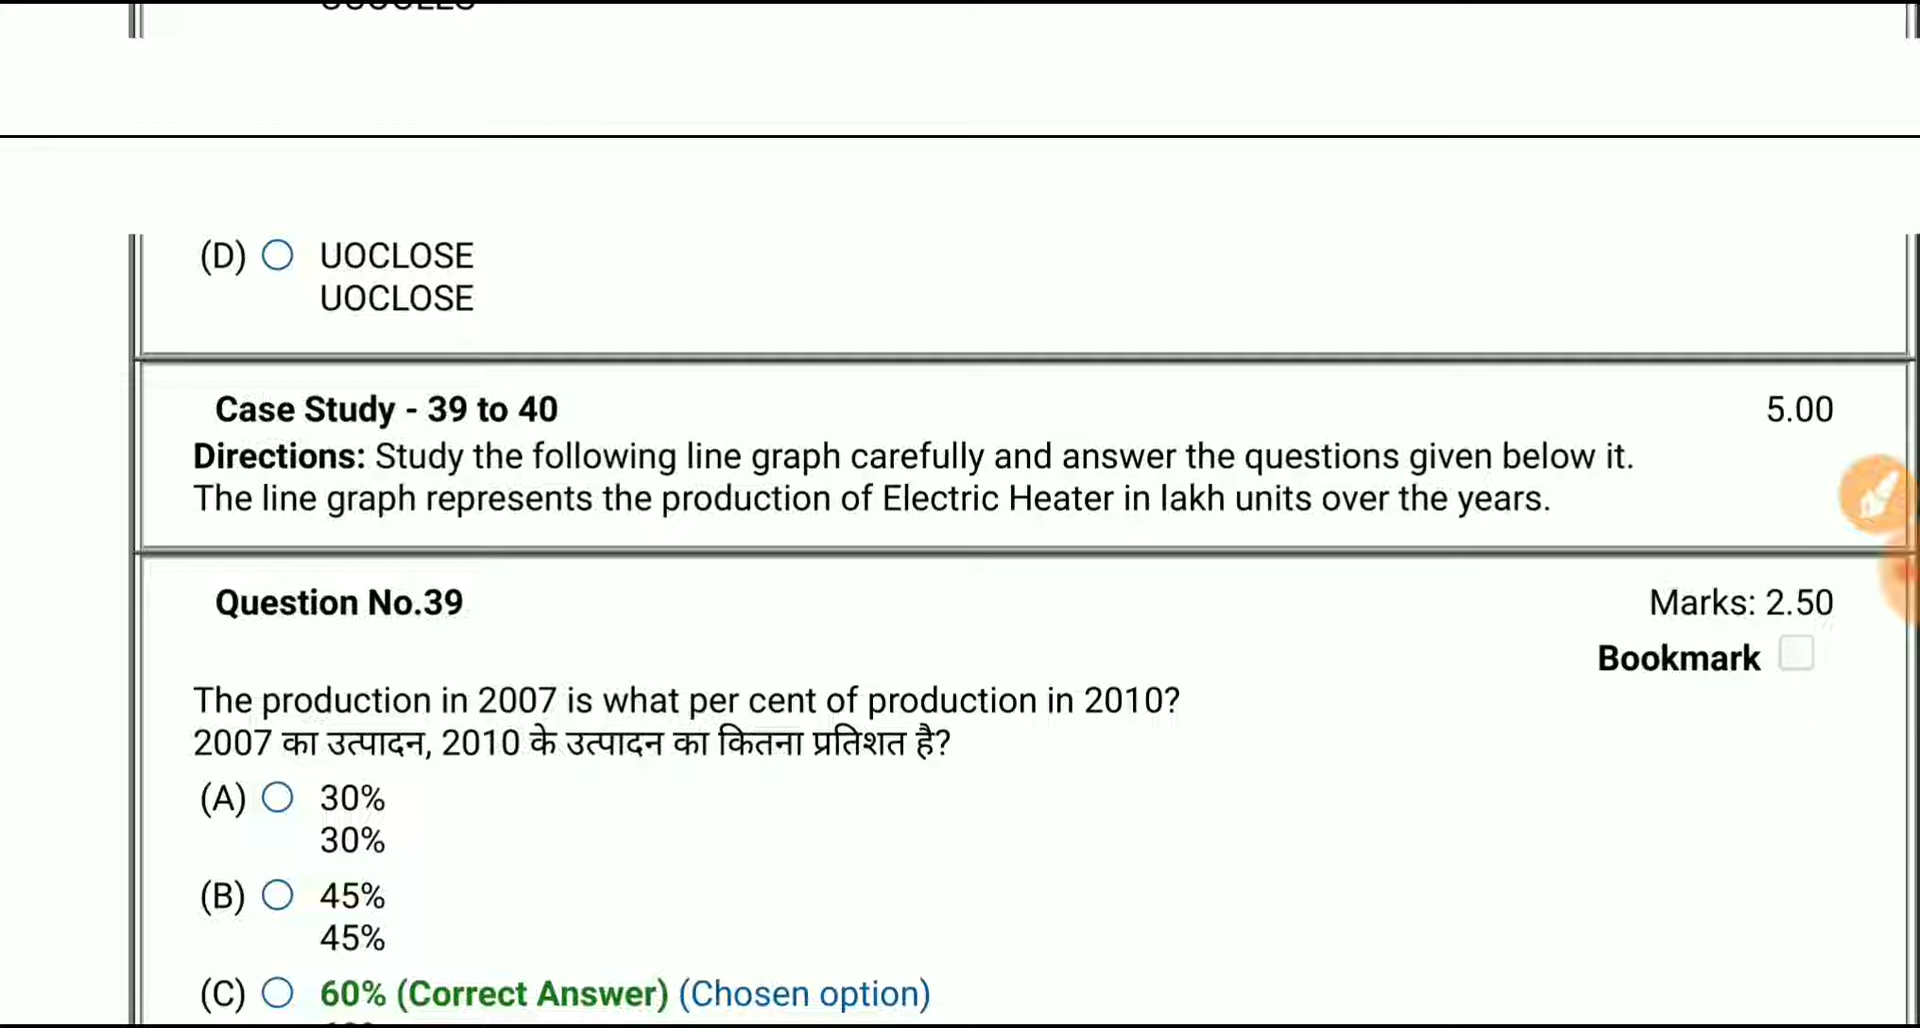 (D) UOCLOSE
UOCLOSE
Case Study - 39 to 40 5.00
Directions: Study the following line graph carefully and answer the questions given below it.
The line graph represents the production of Electric Heater in lakh units over the years.
Question No.39 Marks: 2.50
Bookmark
The production in 2007 is what per cent of production in 2010?
2007 का उत्पादन, 2010 के उत्पादन का कितना प्रतिशत है?
(A) 30%
30%
(B) 45%
45%
(C) 60% (Correct Answer) (Chosen option)